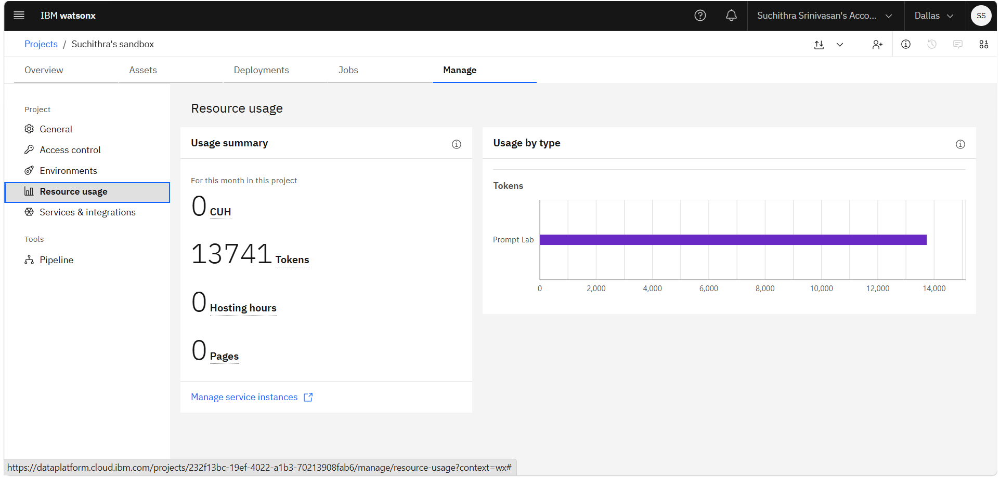 IBM watsonx
Suchithra Srinivasan's Acco...
Dallas
SS
Projects / Suchithra's sandbox
Overview
Assets
Deployments
Jobs
Manage
Project
General
Access control
Environments
Resource usage
Services & integrations
Tools
Pipeline
Resource usage
Usage summary
For this month in this project
0 CUH
13741 Tokens
0 Hosting hours
0 Pages
Manage service instances
Usage by type
Tokens
Prompt Lab
0 2,000 4,000 6,000 8,000 10,000 12,000 14,000
https://dataplatform.cloud.ibm.com/projects/232f13bc-19ef-4022-a1b3-70213908fab6/manage/resource-usage?context=wx#